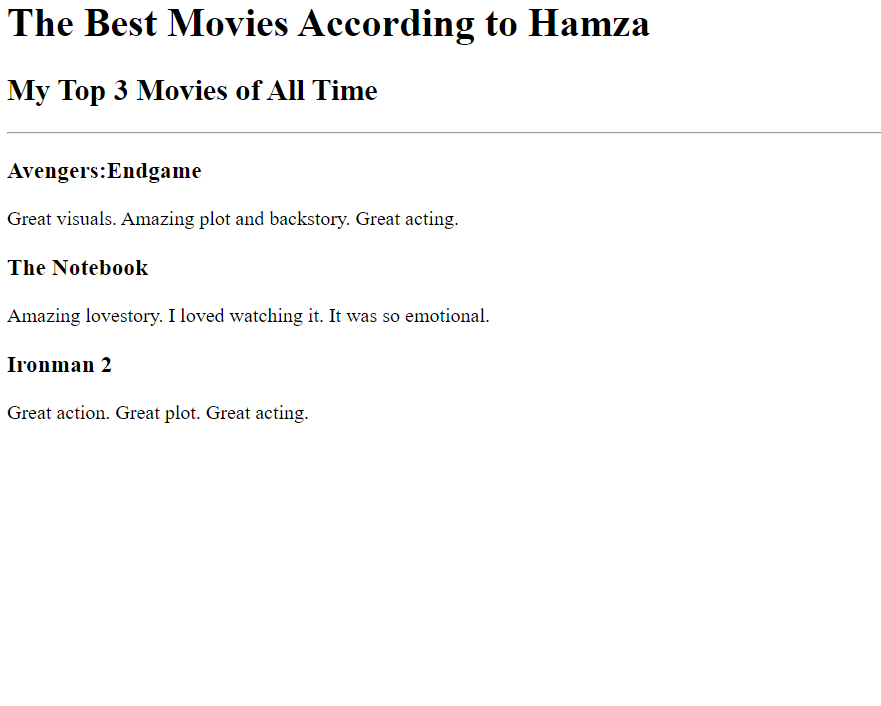 The Best Movies According to Hamza
My Top 3 Movies of All Time
Avengers:Endgame
Great visuals. Amazing plot and backstory. Great acting.
The Notebook
Amazing lovestory. I loved watching it. It was so emotional.
Ironman 2
Great action. Great plot. Great acting.